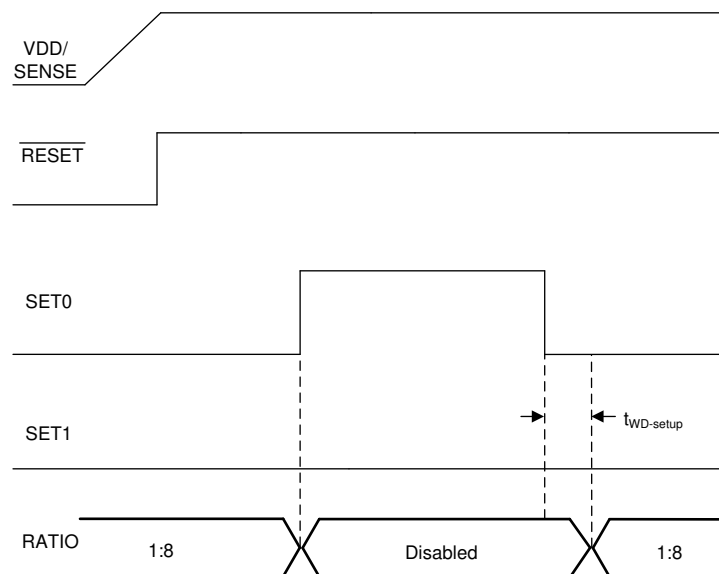 VDD/
SENSE
RESET
SET0
SET1
tWD-setup
RATIO
1:8
Disabled
1:8